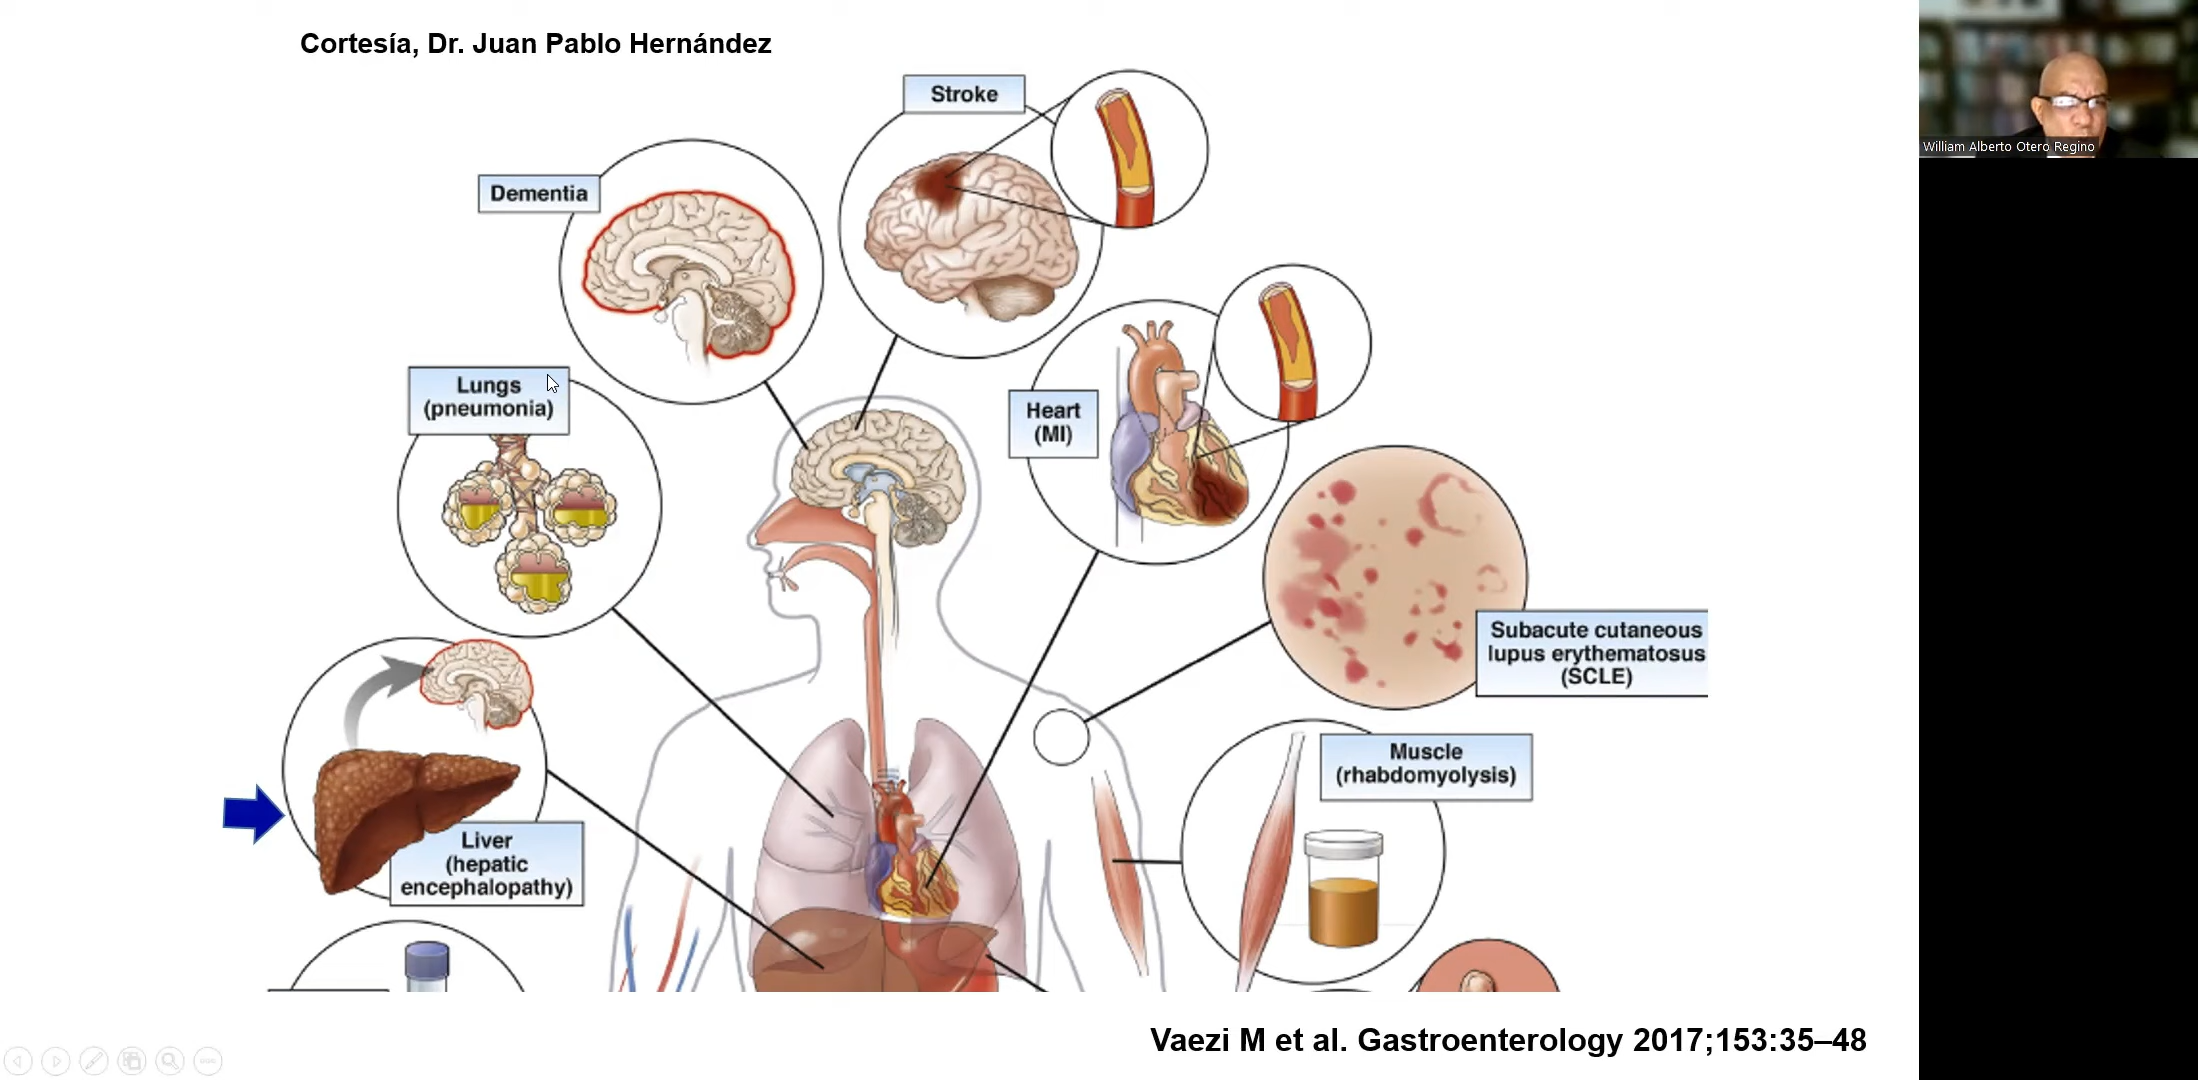 Cortesía, Dr. Juan Pablo Hernández
Stroke
Dementia
Lungs
(pneumonia)
Heart
(MI)
Subacute cutaneous
lupus erythematosus
(SCLE)
Muscle
(rhabdomyolysis)
Liver
(hepatic
encephalopathy)
Vaezi M et al. Gastroenterology 2017;153:35–48
William Alberto Otero Regino